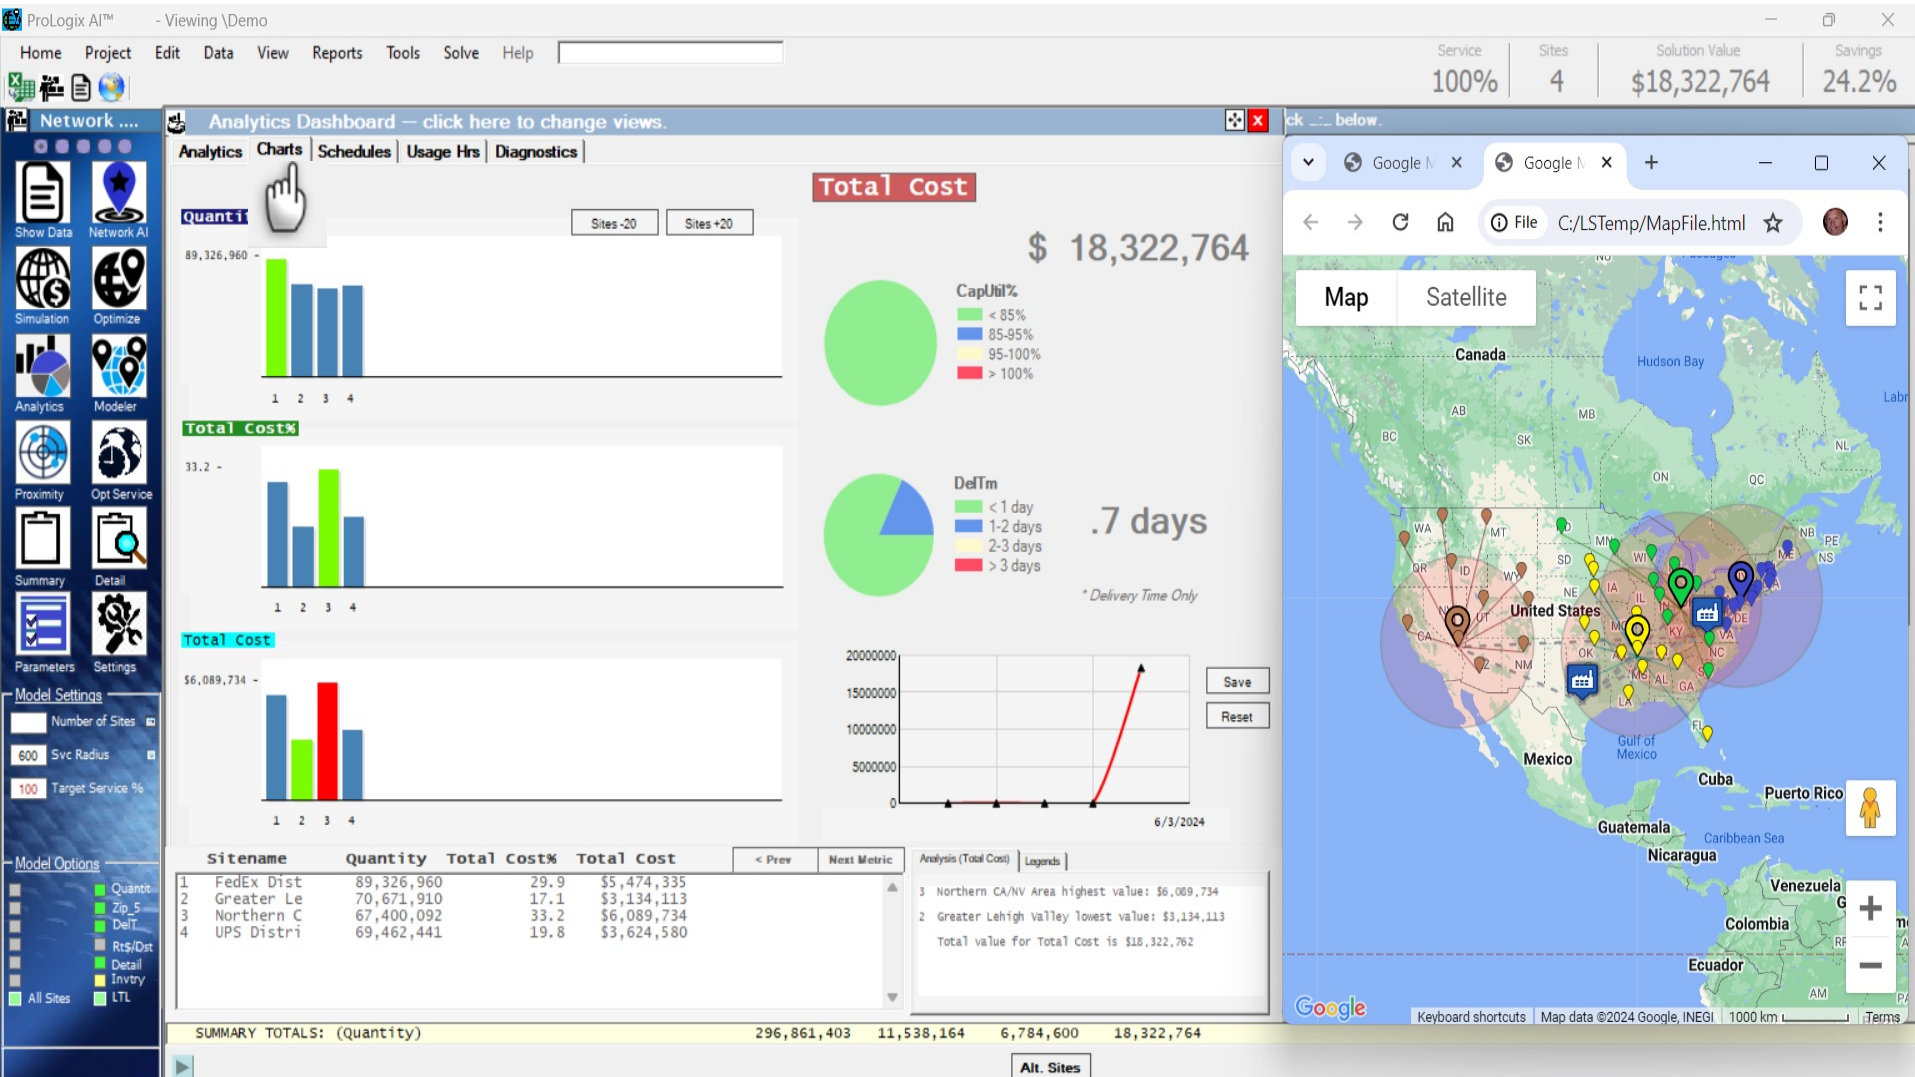 ProLogix AI™ - Viewing \Demo
Home Project Edit Data View Reports Tools Solve Help
Service Sites Solution Value Savings
100% 4 $18,322,764 24.2%
Network ....
Show Data Network AI
Simulation Optimize
Analytics Modeler
Proximity Opt Service
Summary Detail
Parameters Settings
Model Settings
Number of Sites
600 Svc Radius
100 Target Service %
Model Options
Quantit
Zip_5
DelT
Rt$/Dst
Detail
Invtry
All Sites LTL
Analytics Dashboard — click here to change views.
X
Analytics Charts Schedules Usage Hrs Diagnostics
Quanti
Sites -20 Sites +20
89,326,960 -
1 2 3 4
Total Cost%
33.2 -
1 2 3 4
Total Cost
$6,089,734 -
1 2 3 4
Total Cost
$ 18,322,764
CapUtil%
< 85%
85-95%
95-100%
> 100%
DelTm
< 1 day
1-2 days
2-3 days
> 3 days
.7 days
* Delivery Time Only
20000000
15000000
10000000
5000000
0
6/3/2024
Save
Reset
Sitename Quantity Total Cost% Total Cost
< Prev Next Metric
1 FedEx Dist 89,326,960 29.9 $5,474,335
2 Greater Le 70,671,910 17.1 $3,134,113
3 Northern C 67,400,092 33.2 $6,089,734
4 UPS Distri 69,462,441 19.8 $3,624,580
Analysis (Total Cost) Legends
3 Northern CA/NV Area highest value: $6,089,734
2 Greater Lehigh Valley lowest value: $3,134,113
Total value for Total Cost is $18,322,762
SUMMARY TOTALS: (Quantity) 296,861,403 11,538,164 6,784,600 18,322,764
Alt. Sites
ck _:_ below.
Google M Google M
File C:/LSTemp/MapFile.html
Map Satellite
NU
Canada
Hudson Bay
Labr
AB
MB
BC
SK
NL
ON
QC
WA
MT
MN
NB
PE
NS
ME
OR
ID
WY
SD
WI
NE
IA
IL
United States
UT
CA
KY
VA
DE
OK
NC
NM
AL
GA
LA
FL
Gulf of
Mexico
Mexico
Cuba
Puerto Rico
Guatemala
Caribbean Sea
Nicaragua
Venezuela
Colombia
Ecuador
AM
Google
Keyboard shortcuts Map data ©2024 Google, INEGI 1000 km Terms